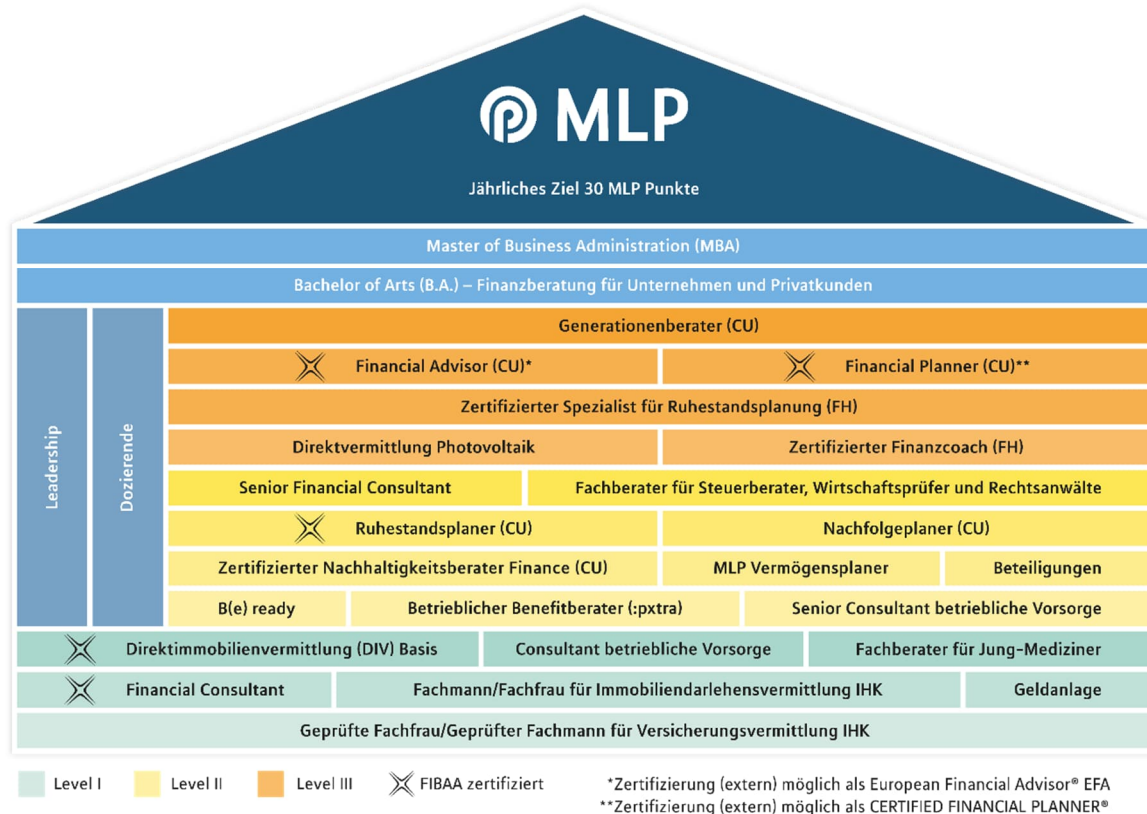 MLP
Jährliches Ziel 30 MLP Punkte
Master of Business Administration (MBA)
Bachelor of Arts (B.A.) – Finanzberatung für Unternehmen und Privatkunden
Leadership
Dozierende
Generationenberater (CU)
Financial Advisor (CU)*
Financial Planner (CU)**
Zertifizierter Spezialist für Ruhestandsplanung (FH)
Direktvermittlung Photovoltaik
Zertifizierter Finanzcoach (FH)
Senior Financial Consultant
Fachberater für Steuerberater, Wirtschaftsprüfer und Rechtsanwälte
Ruhestandsplaner (CU)
Nachfolgeplaner (CU)
Zertifizierter Nachhaltigkeitsberater Finance (CU)
MLP Vermögensplaner
Beteiligungen
B(e) ready
Betrieblicher Benefitberater (:pxtra)
Senior Consultant betriebliche Vorsorge
Direktimmobilienvermittlung (DIV) Basis
Consultant betriebliche Vorsorge
Fachberater für Jung-Mediziner
Financial Consultant
Fachmann/Fachfrau für Immobiliendarlehensvermittlung IHK
Geldanlage
Geprüfte Fachfrau/Geprüfter Fachmann für Versicherungsvermittlung IHK
Level I
Level II
Level III
FIBAA zertifiziert
*Zertifizierung (extern) möglich als European Financial Advisor® EFA
**Zertifizierung (extern) möglich als CERTIFIED FINANCIAL PLANNER®